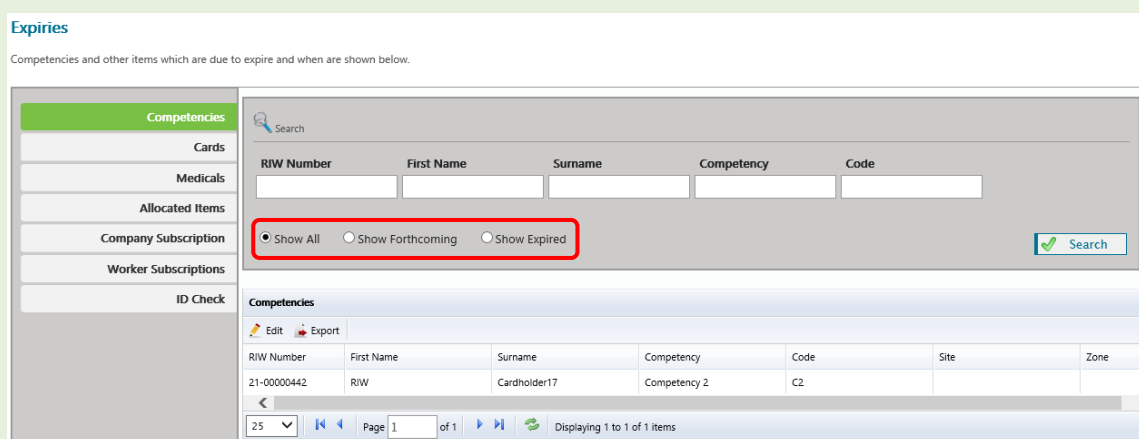 Expiries
Competencies and other items which are due to expire and when are shown below.
Competencies
Cards
Medicals
Allocated Items
Company Subscription
Worker Subscriptions
ID Check
Search
RIW Number First Name Surname Competency Code
Show All Show Forthcoming Show Expired
Search
Competencies
Edit Export
RIW Number First Name Surname Competency Code Site Zone
21-00000442 RIW Cardholder17 Competency 2 C2
25 Page 1 of 1 Displaying 1 to 1 of 1 items